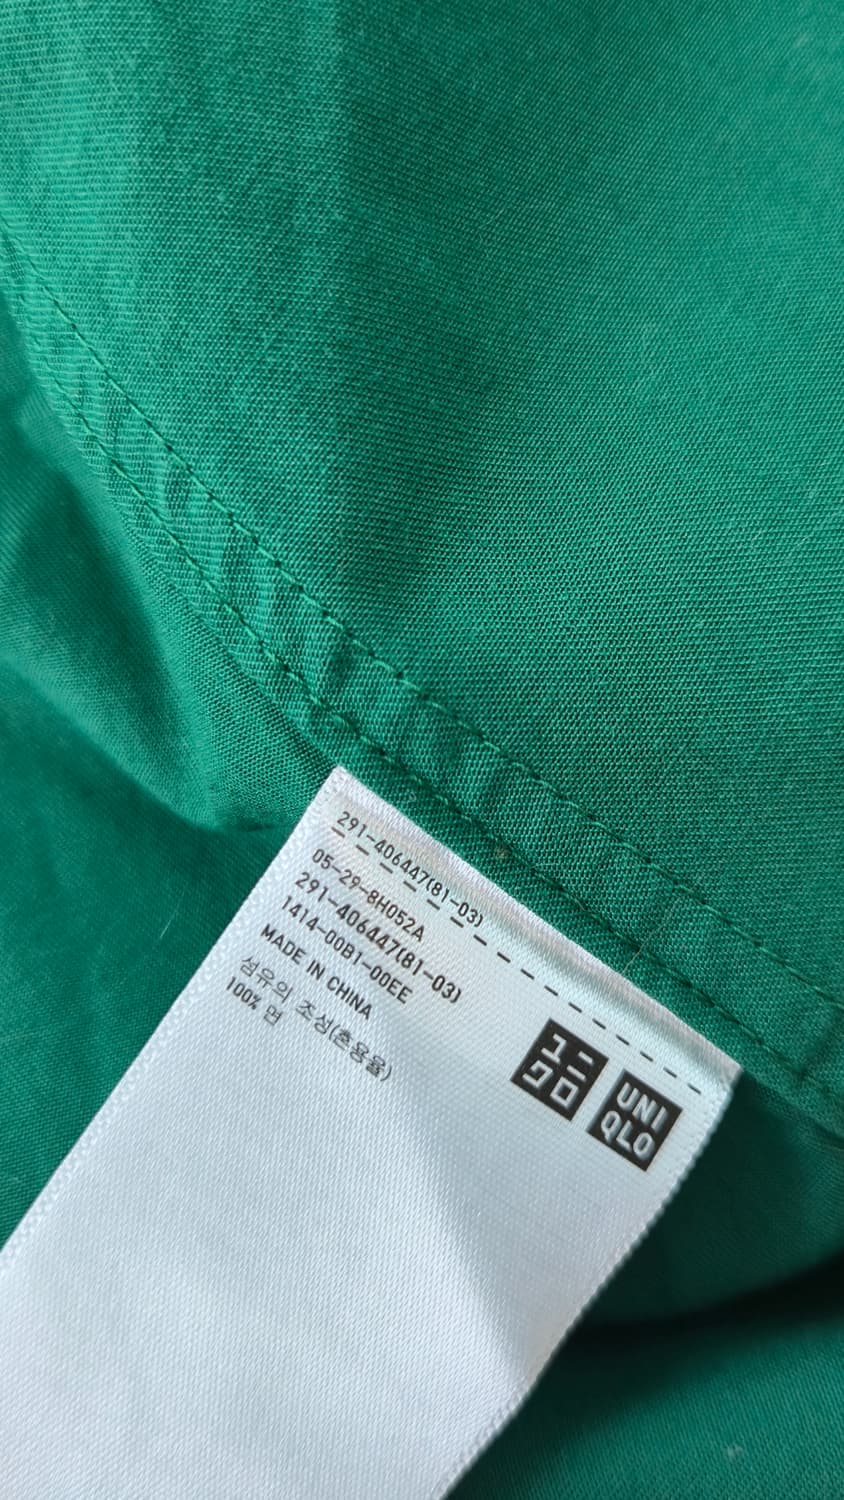 291-406447(81-03)
05-29-8H052A
291-406447(81-03)
1414-00B1-00EE
MADE IN CHINA
섬유의 조성(혼용율)
100% 면
ユニ
クロ
UNI
QLO